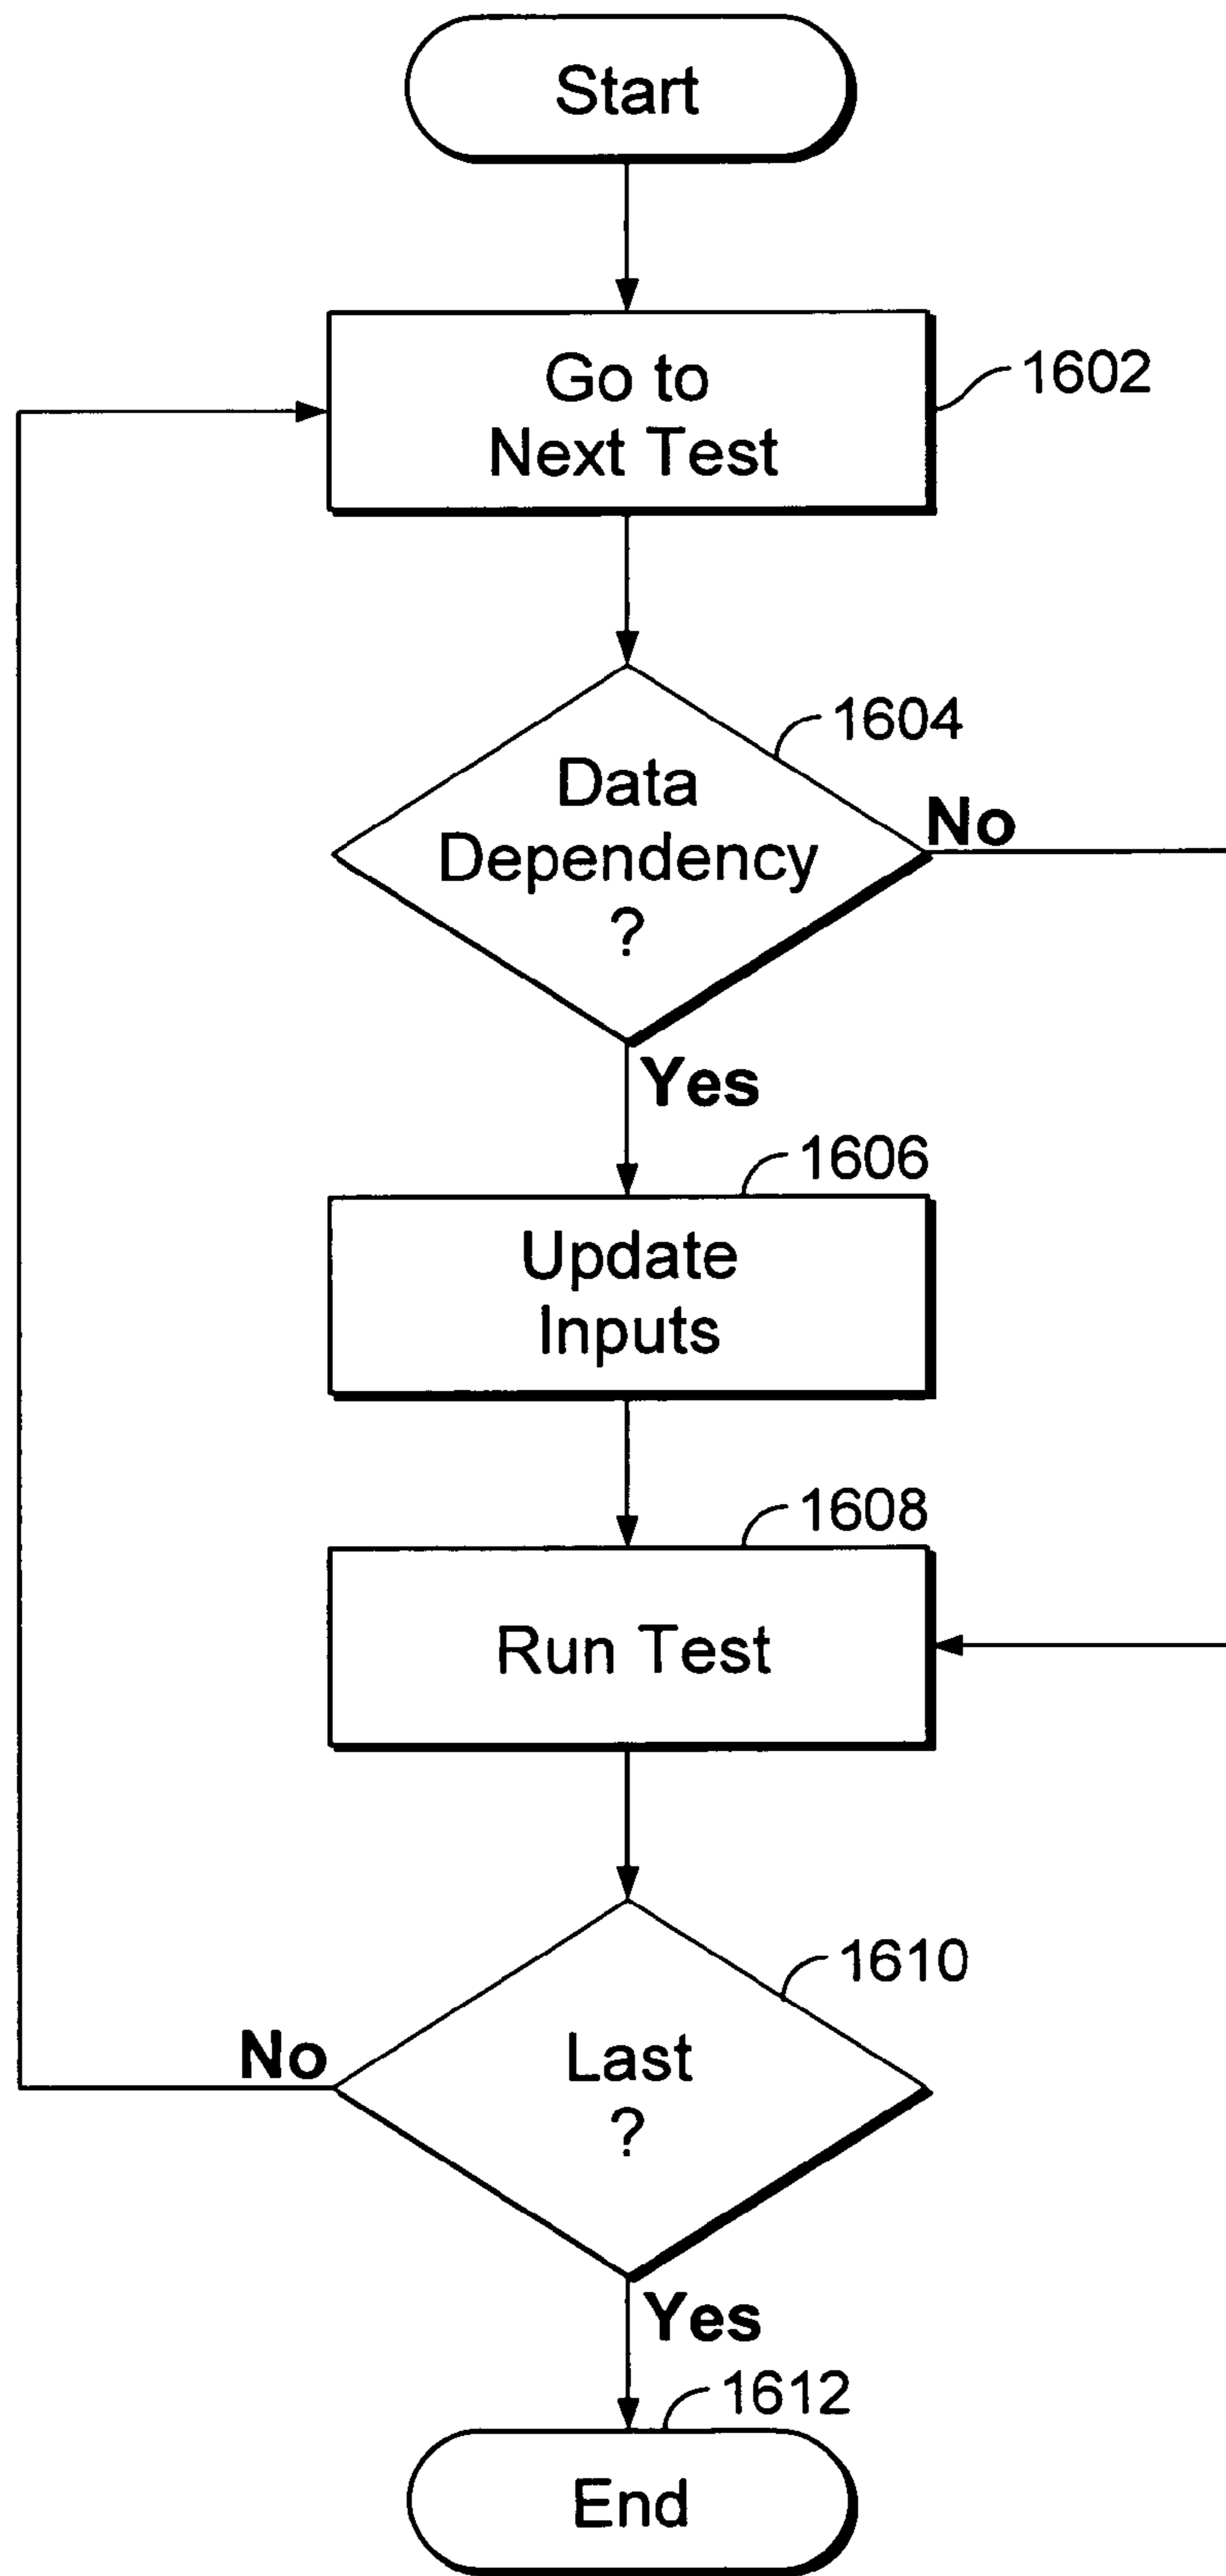 Start
Go to
Next Test
1602
1604
Data
Dependency
?
No
Yes
1606
Update
Inputs
1608
Run Test
1610
Last
?
No
Yes
1612
End